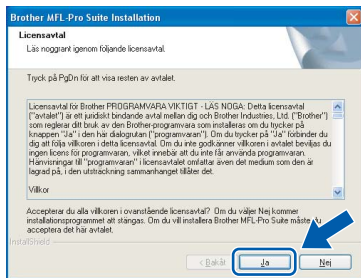 Brother MFL-Pro Suite Installation
Licensavtal
Läs noggrant igenom följande licensavtal.
Tryck på PgDn för att visa resten av avtalet.
Licensavtal för Brother PROGRAMVARA VIKTIGT - LÄS NOGA: Detta licensavtal
("avtalet") är ett juridiskt bindande avtal mellan dig och Brother Industries, Ltd. ("Brother")
som reglerar ditt bruk av den Brother-programvara som installeras om du trycker på
knappen "Ja" i den här dialogrutan ("programvaran"). Om du trycker på "Ja" förbinder du
dig att följa villkoren i detta licensavtal. Om du inte godkänner villkoren i avtalet beviljas du
ingen licens för programvaran, vilket innebär att du inte får använda programvaran.
Hänvisningar till "programvaran" i licensavtalet omfattar även det medium som den är
lagrad på, i den utsträckning sammanhanget tillåter det.
Villkor
Accepterar du alla villkoren i ovanstående licensavtal? Om du väljer Nej kommer
installationsprogrammet att stängas. Om du vill installera Brother MFL-Pro Suite måste du
acceptera det här avtalet.
InstallShield
< Bakåt
Ja
Nej